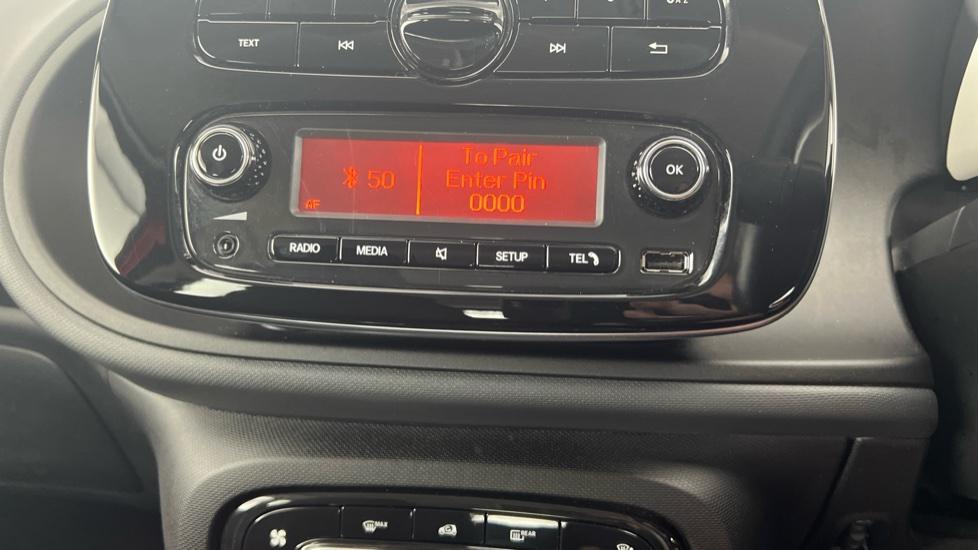 TEXT
To Pair
50 Enter Pin
AF 0000
OK
RADIO MEDIA SETUP TEL
MAX REAR